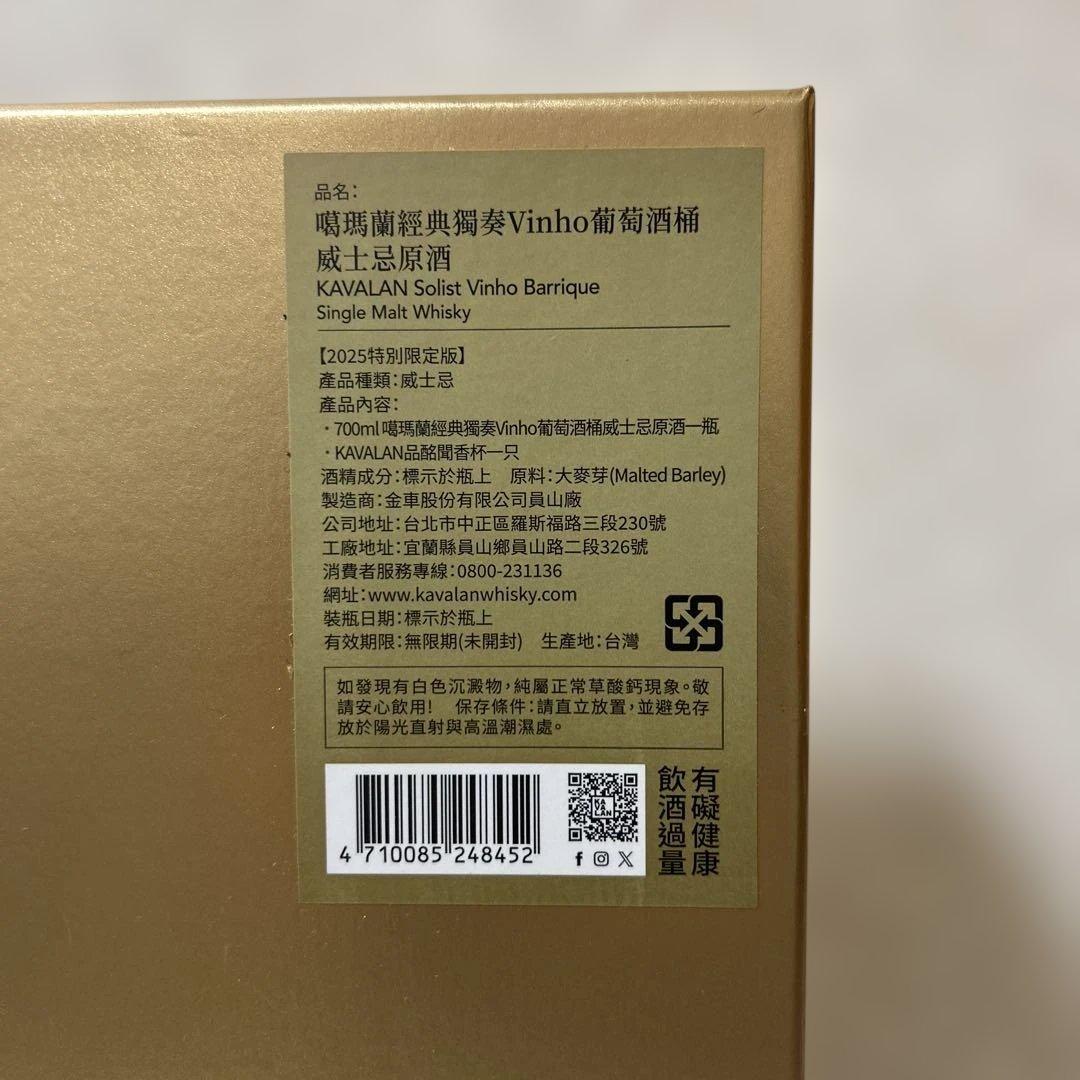 品名：
噶瑪蘭經典獨奏Vinho葡萄酒桶
威士忌原酒
KAVALAN Solist Vinho Barrique
Single Malt Whisky
【2025特別限定版】
產品種類：威士忌
產品內容：
・700ml 噶瑪蘭經典獨奏Vinho葡萄酒桶威士忌原酒一瓶
・KAVALAN品酩聞香杯一只
酒精成分：標示於瓶上　原料：大麥芽(Malted Barley)
製造商：金車股份有限公司員山廠
公司地址：台北市中正區羅斯福路三段230號
工廠地址：宜蘭縣員山鄉員山路二段326號
消費者服務專線：0800-231136
網址：www.kavalanwhisky.com
裝瓶日期：標示於瓶上
有效期限：無限期(未開封)　生產地：台灣
如發現有白色沉澱物，純屬正常草酸鈣現象。敬
請安心飲用！　保存條件：請直立放置，並避免存
放於陽光直射與高溫潮濕處。
4 710085 248452
KA
VA
LAN
飲酒過量
有礙健康